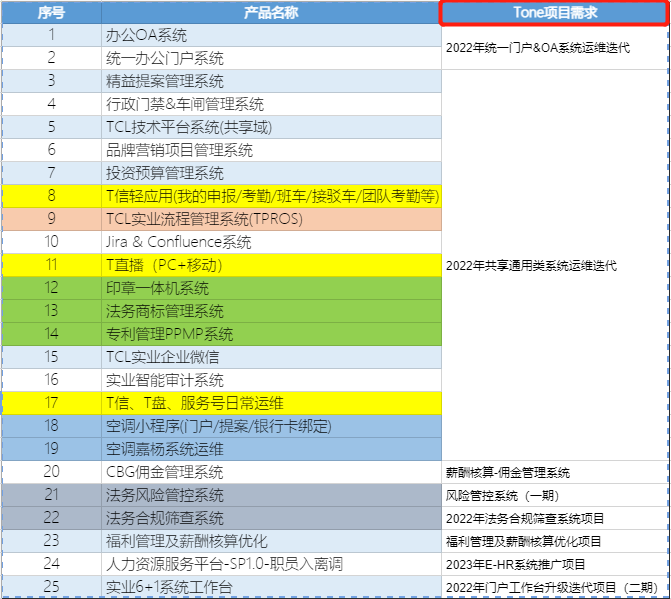 序号 产品名称 Tone项目需求
1 办公OA系统
2022年统一门户&OA系统运维迭代
2 统一办公门户系统
3 精益提案管理系统
4 行政门禁&车闸管理系统
5 TCL技术平台系统(共享域)
6 品牌营销项目管理系统
7 投资预算管理系统
8 T信轻应用(我的申报/考勤/班车/接驳车/团队考勤等)
9 TCL实业流程管理系统(TPROS)
10 Jira & Confluence系统
11 T直播（PC+移动）
2022年共享通用类系统运维迭代
12 印章一体机系统
13 法务商标管理系统
14 专利管理PPMP系统
15 TCL实业企业微信
16 实业智能审计系统
17 T信、T盘、服务号日常运维
18 空调小程序(门户/提案/银行卡绑定)
19 空调嘉杨系统运维
20 CBG佣金管理系统 薪酬核算-佣金管理系统
21 法务风险管控系统 风险管控系统（一期）
22 法务合规筛查系统 2022年法务合规筛查系统项目
23 福利管理及薪酬核算优化 福利管理及薪酬核算优化项目
24 人力资源服务平台-SP1.0-职员入离调 2023年E-HR系统推广项目
25 实业6+1系统工作台 2022年门户工作台升级迭代项目（二期）